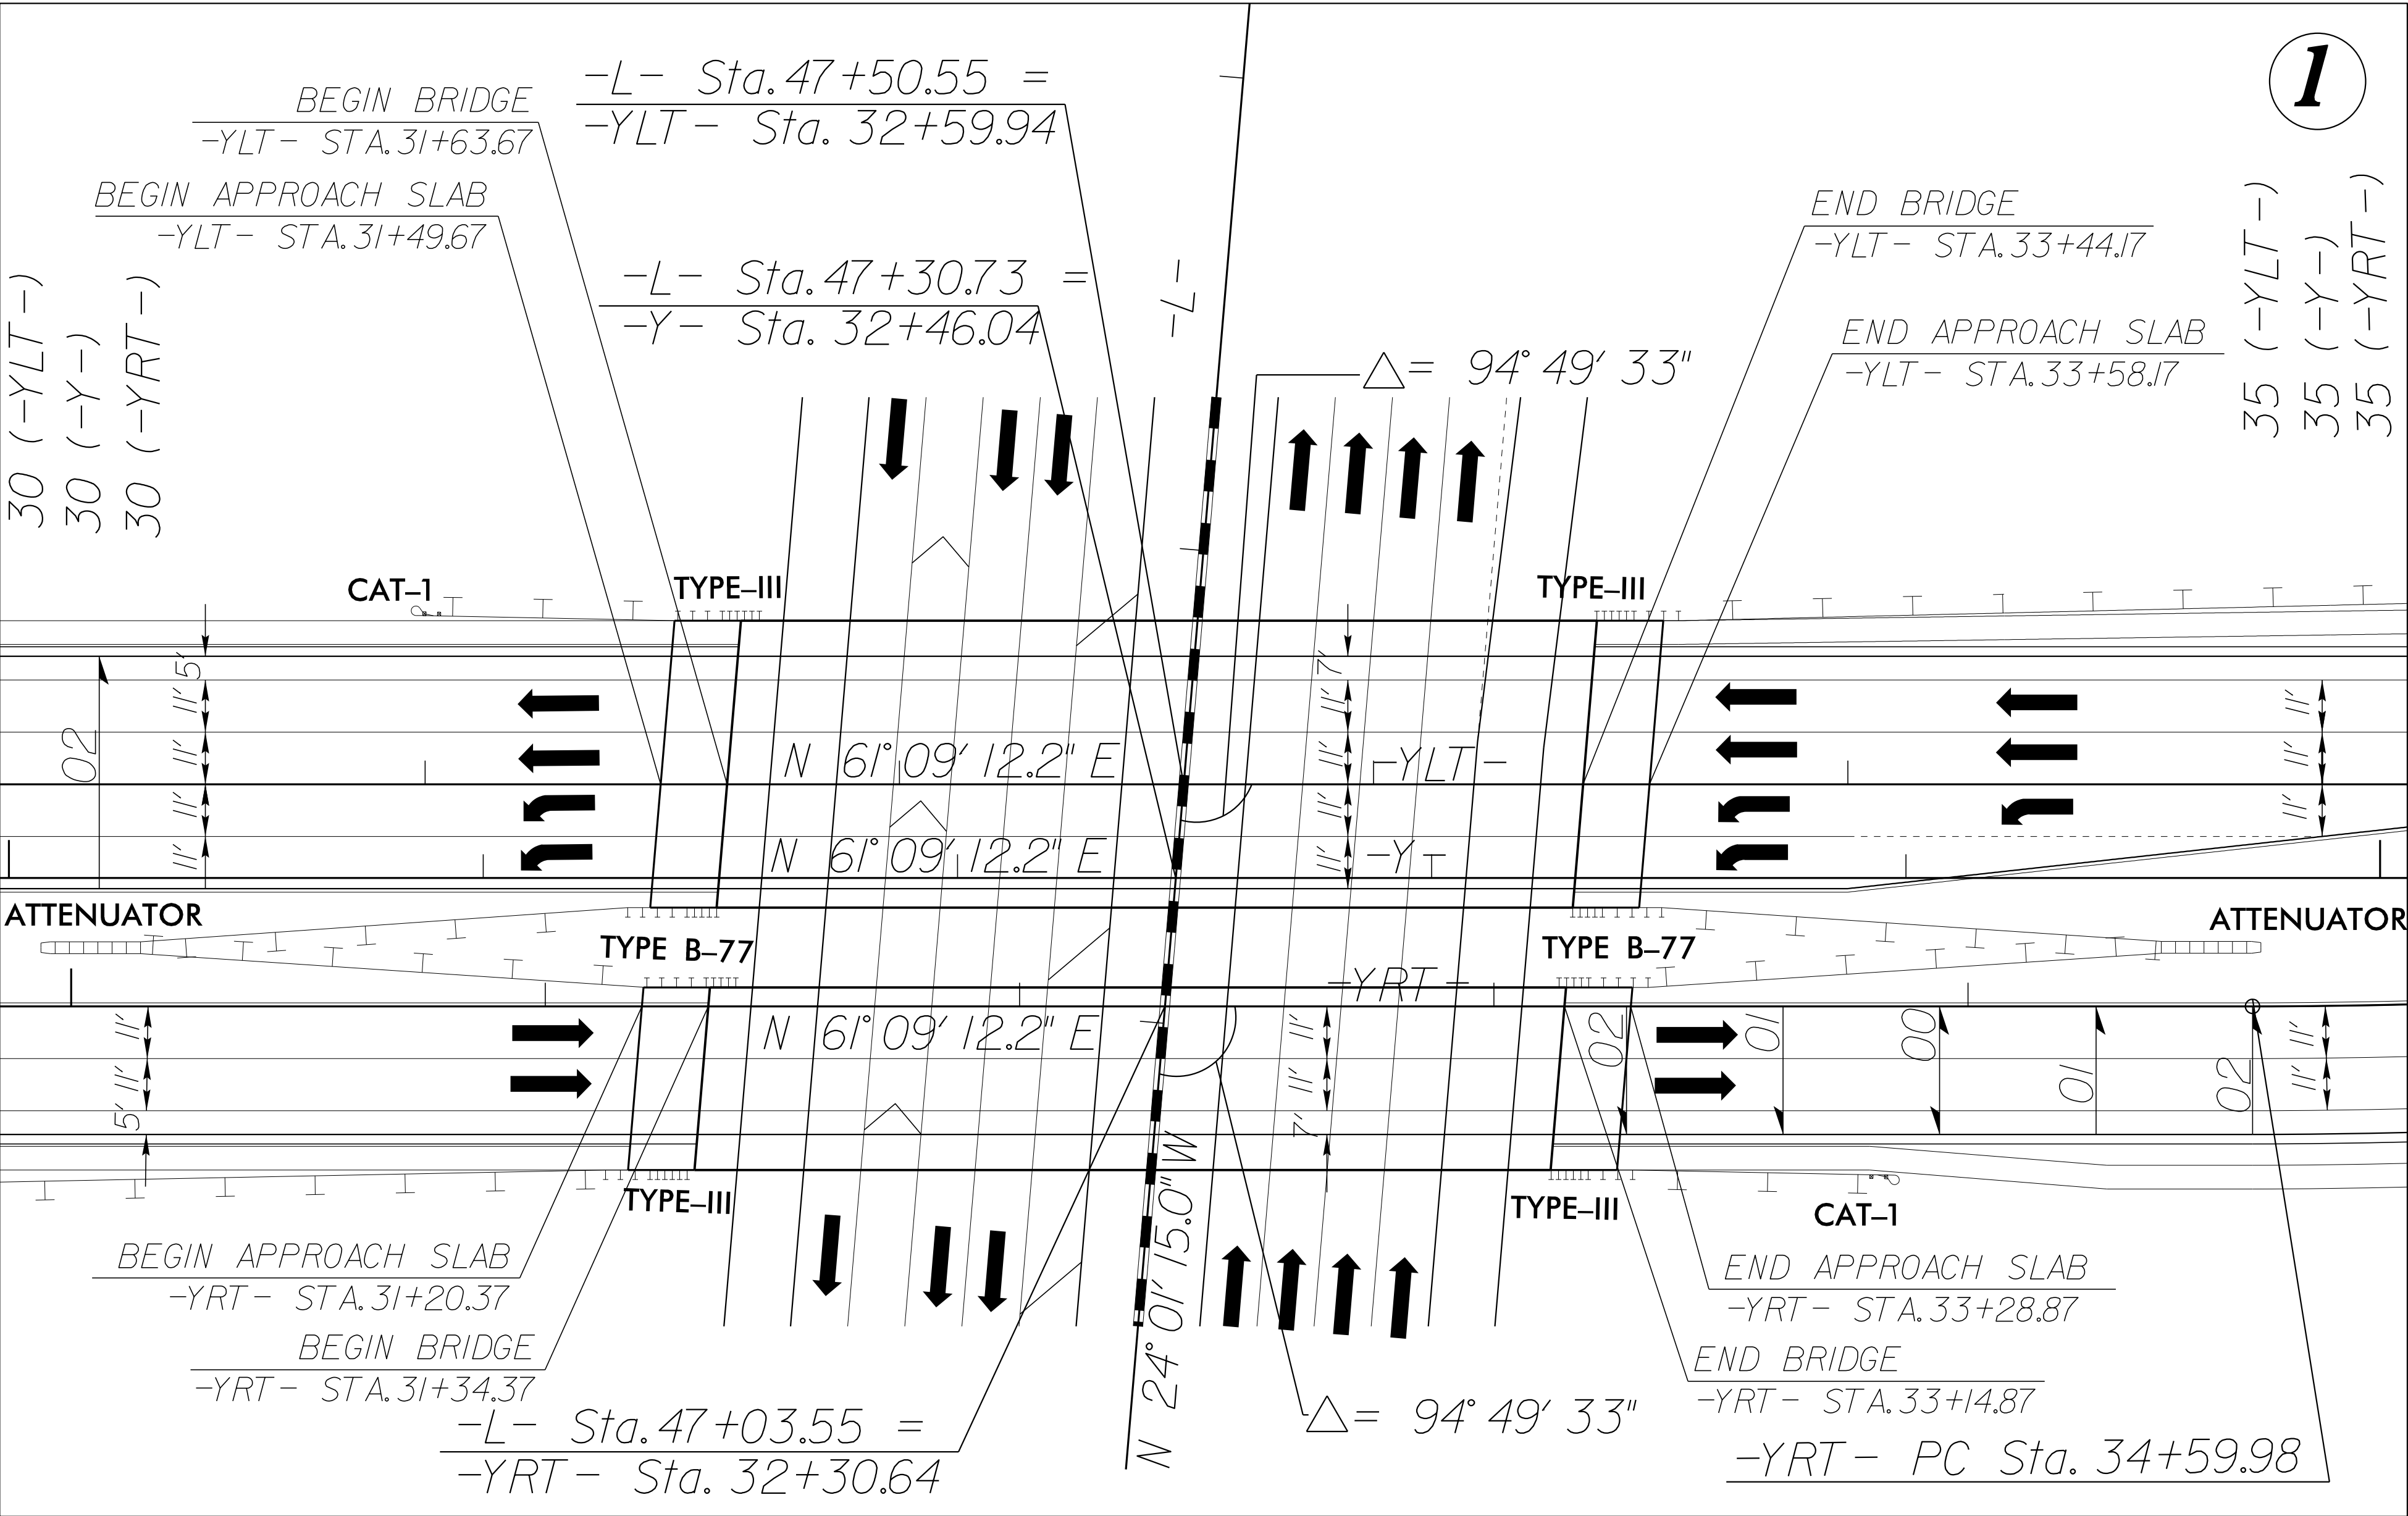 1
-L- Sta. 47+50.55 =
-YLT- Sta. 32+59.94
BEGIN BRIDGE
-YLT- STA. 31+63.67
BEGIN APPROACH SLAB
-YLT- STA. 31+49.67
-L- Sta. 47+30.73 =
-Y- Sta. 32+46.04
-L-
△= 94° 49' 33"
END BRIDGE
-YLT- STA. 33+44.17
END APPROACH SLAB
-YLT- STA. 33+58.17
30 (-YLT-)
30 (-Y-)
30 (-YRT-)
35 (-YLT-)
35 (-Y-)
35 (-YRT-)
CAT-1
TYPE-III
TYPE-III
5'
11'
11'
11'
11'
02
7'
11'
11'
11'
11'
11'
11'
11'
N 61° 09' 12.2" E
-YLT-
N 61° 09' 12.2" E
-Y-
ATTENUATOR
ATTENUATOR
TYPE B-77
TYPE B-77
-YRT-
N 61° 09' 12.2" E
11'
11'
5'
11'
11'
7'
02
01
00
01
02
11'
11'
TYPE-III
TYPE-III
CAT-1
N 24° 01' 15.0" W
BEGIN APPROACH SLAB
-YRT- STA. 31+20.37
BEGIN BRIDGE
-YRT- STA. 31+34.37
-L- Sta. 47+03.55 =
-YRT- Sta. 32+30.64
△= 94° 49' 33"
END APPROACH SLAB
-YRT- STA. 33+28.87
END BRIDGE
-YRT- STA. 33+14.87
-YRT- PC Sta. 34+59.98